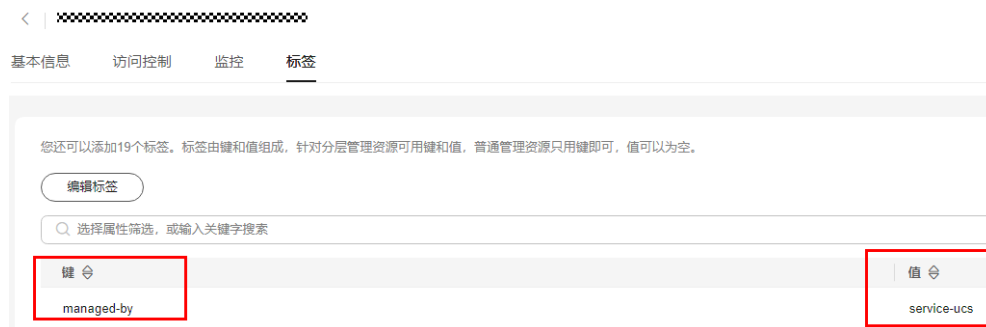 基本信息 访问控制 监控 标签
您还可以添加19个标签。标签由键和值组成，针对分层管理资源可用键和值，普通管理资源只用键即可，值可以为空。
编辑标签
选择属性筛选，或输入关键字搜索
键 值
managed-by service-ucs